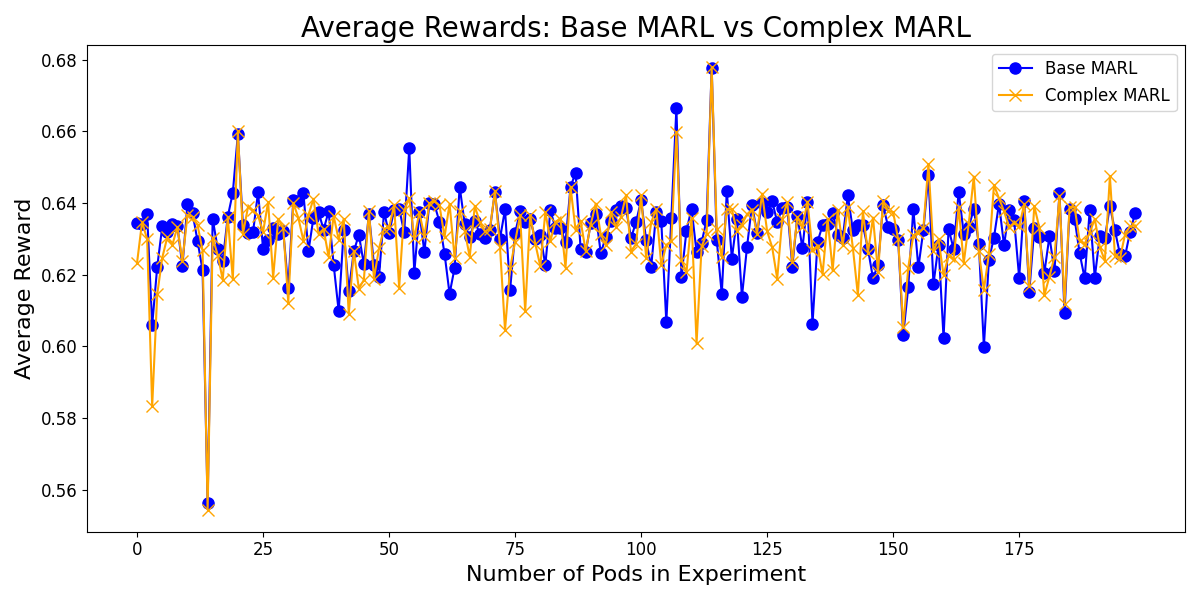 Average Rewards: Base MARL vs Complex MARL
Base MARL
Complex MARL
Average Reward
0.68
0.66
0.64
0.62
0.60
0.58
0.56
0 25 50 75 100 125 150 175
Number of Pods in Experiment